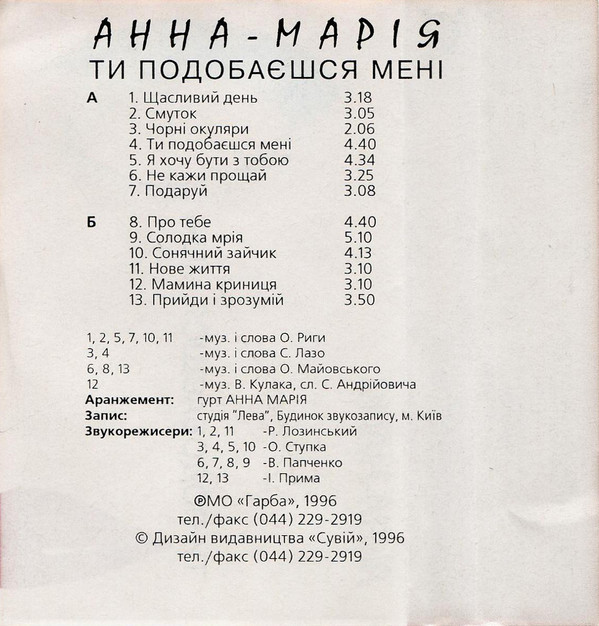 АННА-МАРІЯ
ТИ ПОДОБАЄШСЯ МЕНІ
А 1. Щасливий день 3.18
2. Смуток 3.05
3. Чорні окуляри 2.06
4. Ти подобаєшся мені 4.40
5. Я хочу бути з тобою 4.34
6. Не кажи прощай 3.25
7. Подаруй 3.08
Б 8. Про тебе 4.40
9. Солодка мрія 5.10
10. Сонячний зайчик 4.13
11. Нове життя 3.10
12. Мамина криниця 3.10
13. Прийди і зрозумій 3.50
1, 2, 5, 7, 10, 11 -муз. і слова О. Риги
3, 4 -муз. і слова С. Лазо
6, 8, 13 -муз. і слова О. Майовського
12 -муз. В. Кулака, сл. С. Андрійовича
Аранжемент: гурт АННА МАРІЯ
Запис: студія "Лева", Будинок звукозапису, м. Київ
Звукорежисери: 1, 2, 11 -Р. Лозинський
3, 4, 5, 10 -О. Ступка
6, 7, 8, 9 -В. Папченко
12, 13 -І. Прима
℗МО «Гарба», 1996
тел./факс (044) 229-2919
© Дизайн видавництва «Сувій», 1996
тел./факс (044) 229-2919